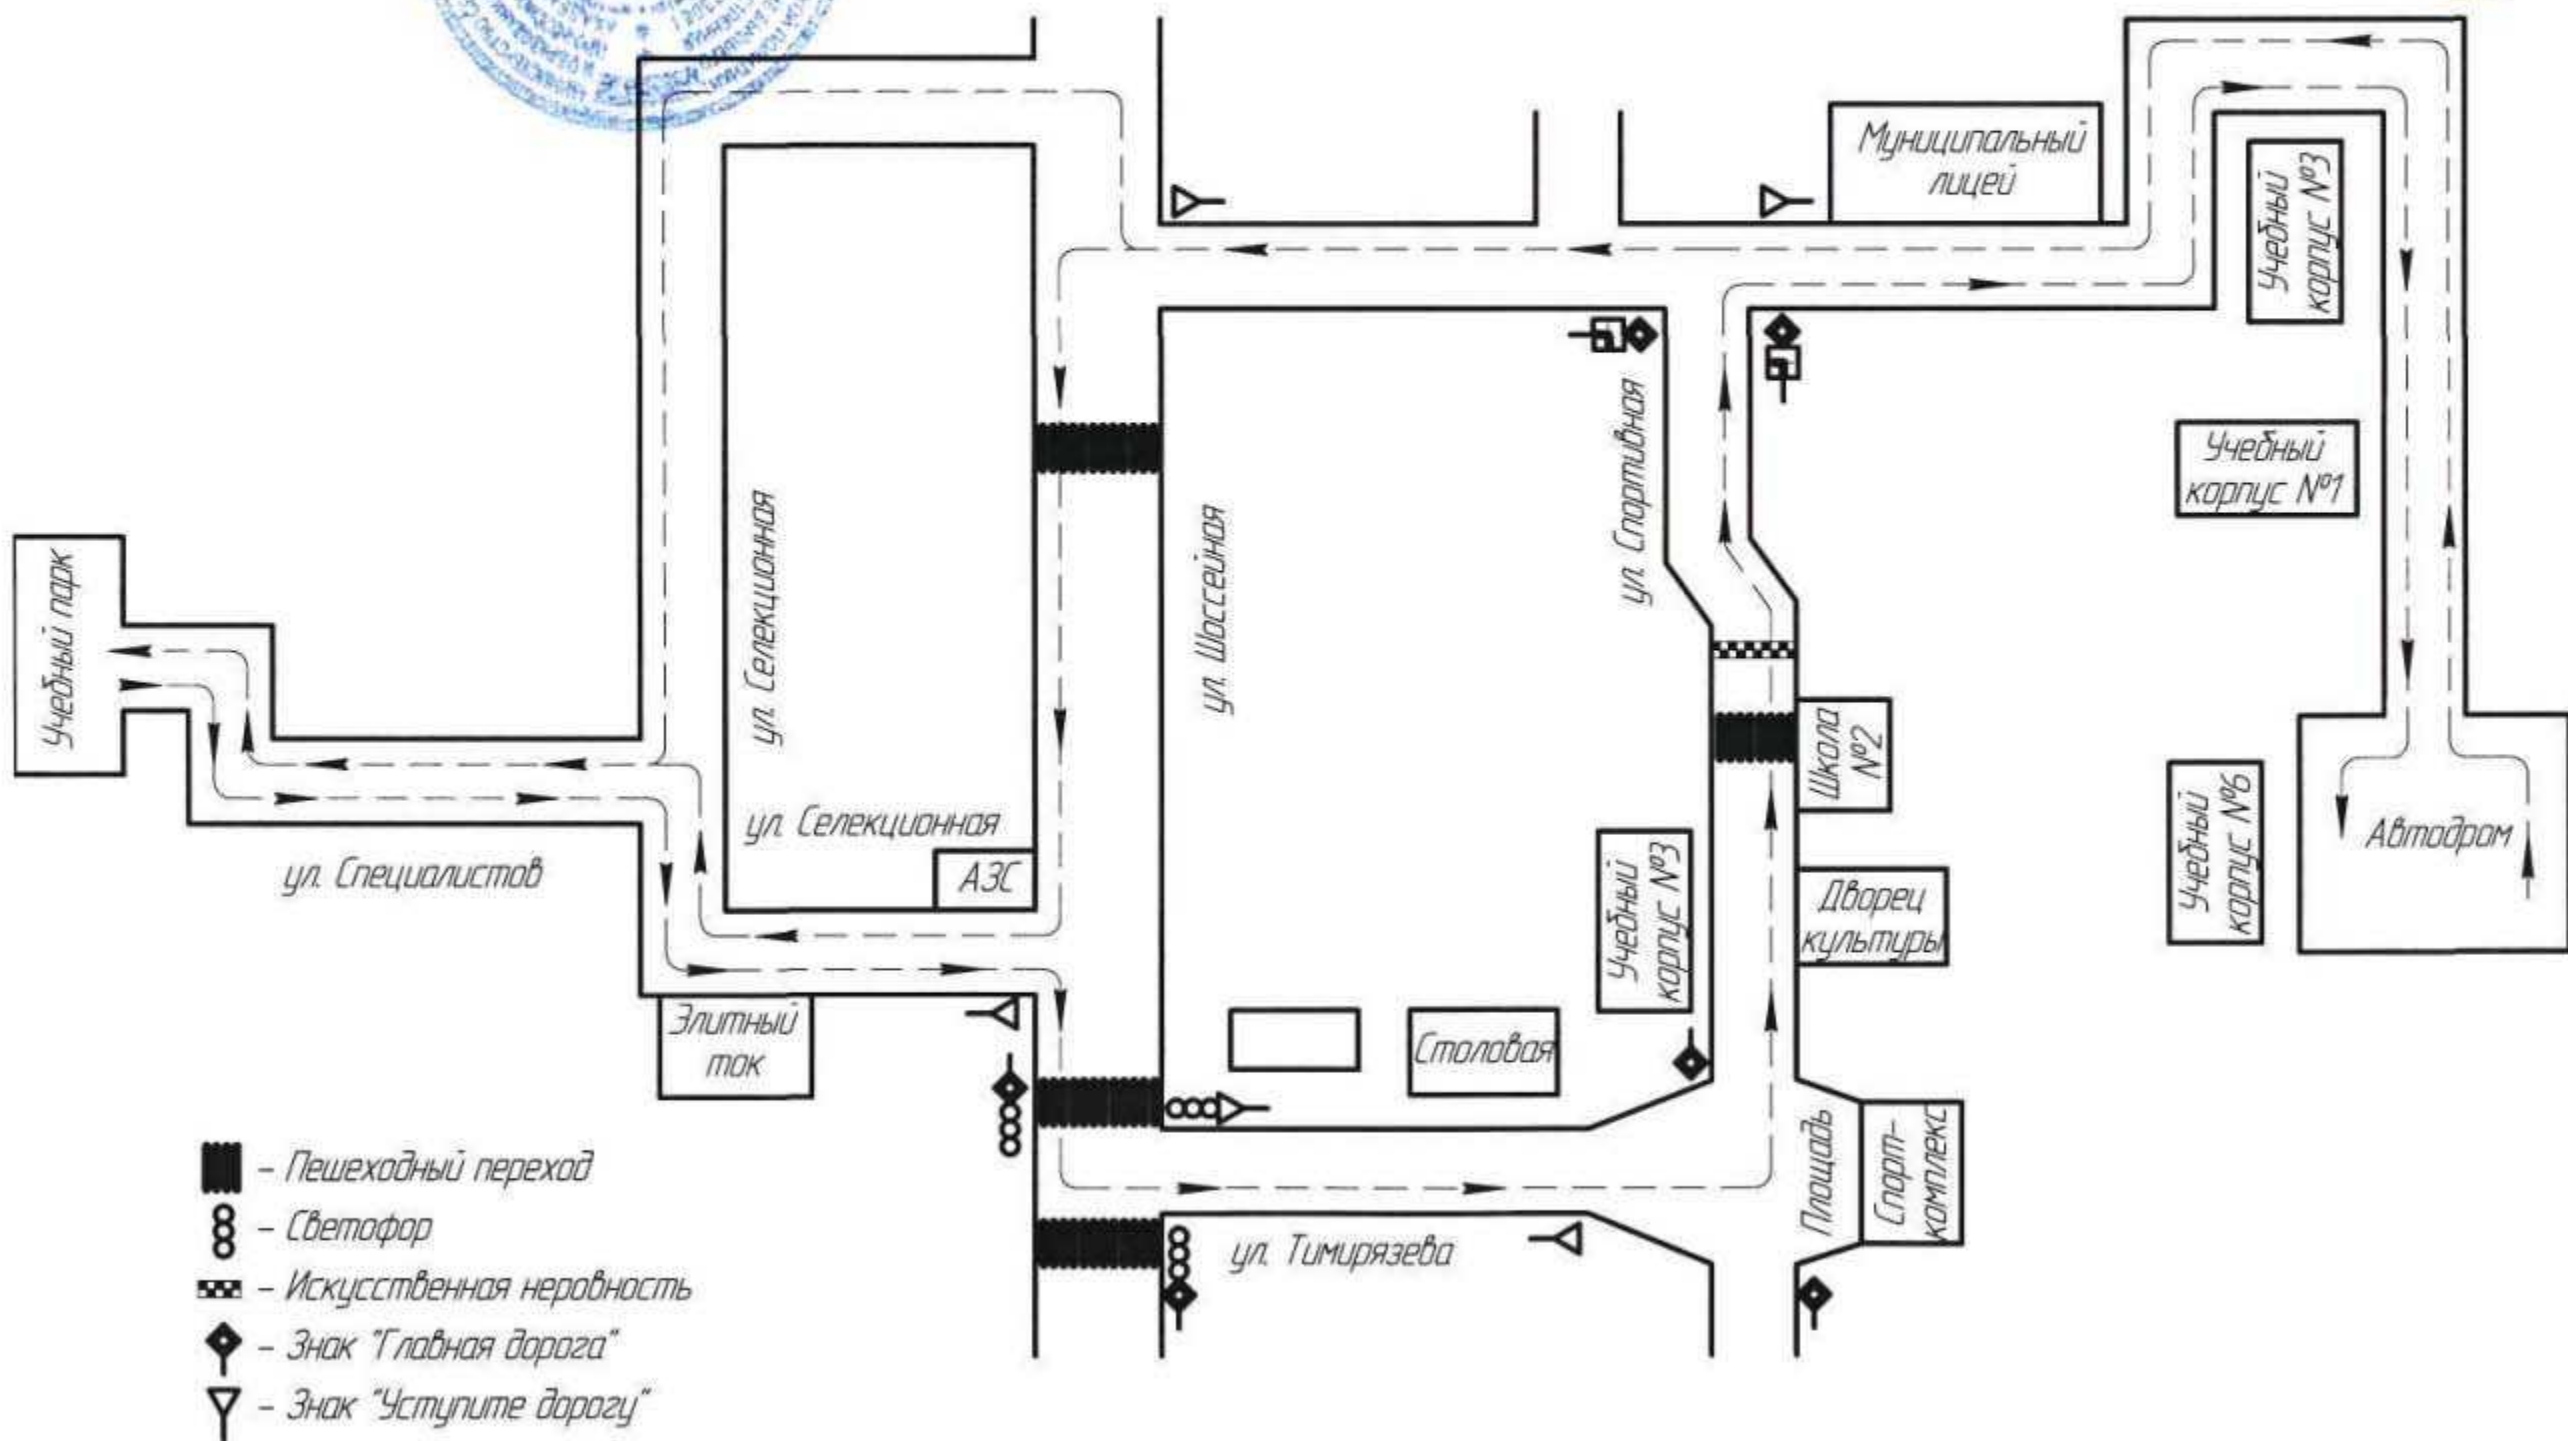 Муниципальный
лицей
Учебный
корпус №3
Учебный
корпус №1
ул. Спортивная
Учебный парк
ул. Селекционная
ул. Шоссейная
Школа
№2
ул. Селекционная
АЗС
ул. Специалистов
Учебный
корпус №3
Дворец
культуры
Учебный
корпус №6
Автодром
Элитный
ток
Столовая
Площадь
Спорт-
комплекс
ул. Тимирязева
- Пешеходный переход
- Светофор
- Искусственная неровность
- Знак "Главная дорога"
- Знак "Уступите дорогу"